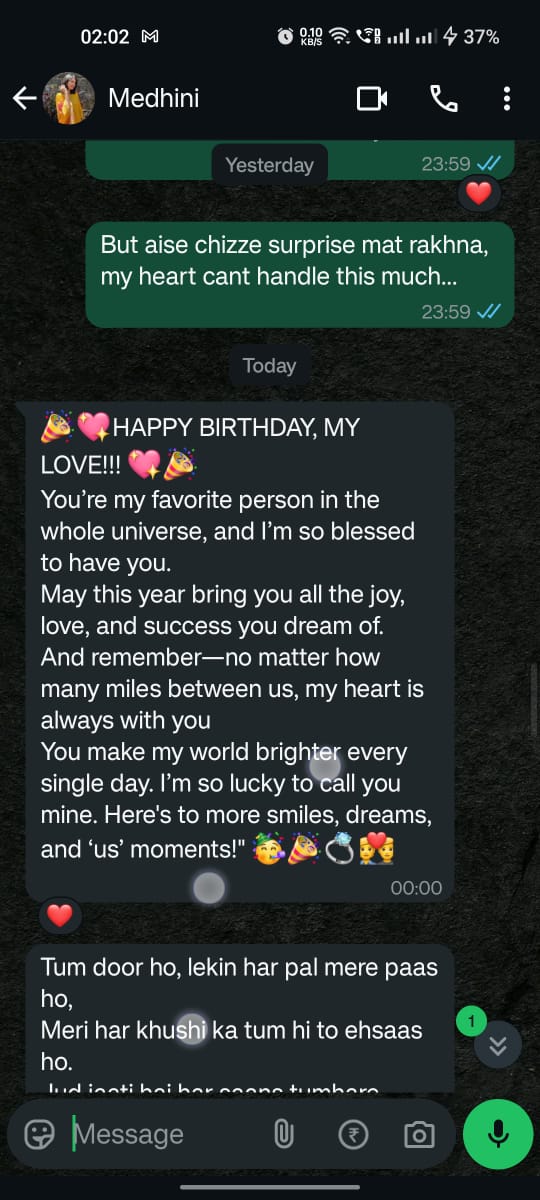 02:02
0.10 KB/S
37%
Medhini
23:59
Yesterday
But aise chizze surprise mat rakhna,
my heart cant handle this much...
23:59
Today
🎉💖HAPPY BIRTHDAY, MY
LOVE!!! 💖🎉
You’re my favorite person in the
whole universe, and I’m so blessed
to have you.
May this year bring you all the joy,
love, and success you dream of.
And remember—no matter how
many miles between us, my heart is
always with you
You make my world brighter every
single day. I’m so lucky to call you
mine. Here's to more smiles, dreams,
and ‘us’ moments!" 🥳🎉💍💑
00:00
Tum door ho, lekin har pal mere paas
ho,
Meri har khushi ka tum hi to ehsaas
ho.
1
Message